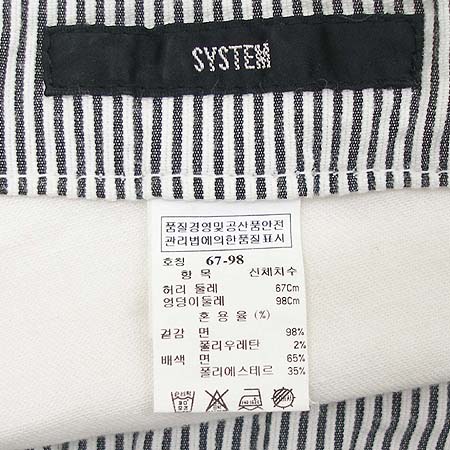 SYSTEM
품질경영및공산품안전
관리법에의한품질표시
호칭 67-98
항 목 신체치수
허리 둘레 67Cm
엉덩이둘레 98Cm
혼 용 율 (%)
겉감 면 98%
폴리우레탄 2%
배색 면 65%
폴리에스테르 35%